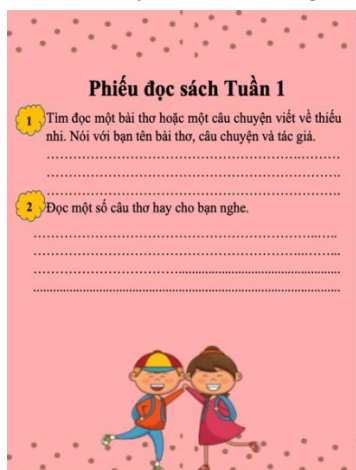 Phiếu đọc sách Tuần 1
1 Tìm đọc một bài thơ hoặc một câu chuyện viết về thiếu
nhi. Nói với bạn tên bài thơ, câu chuyện và tác giả.
2 Đọc một số câu thơ hay cho bạn nghe.